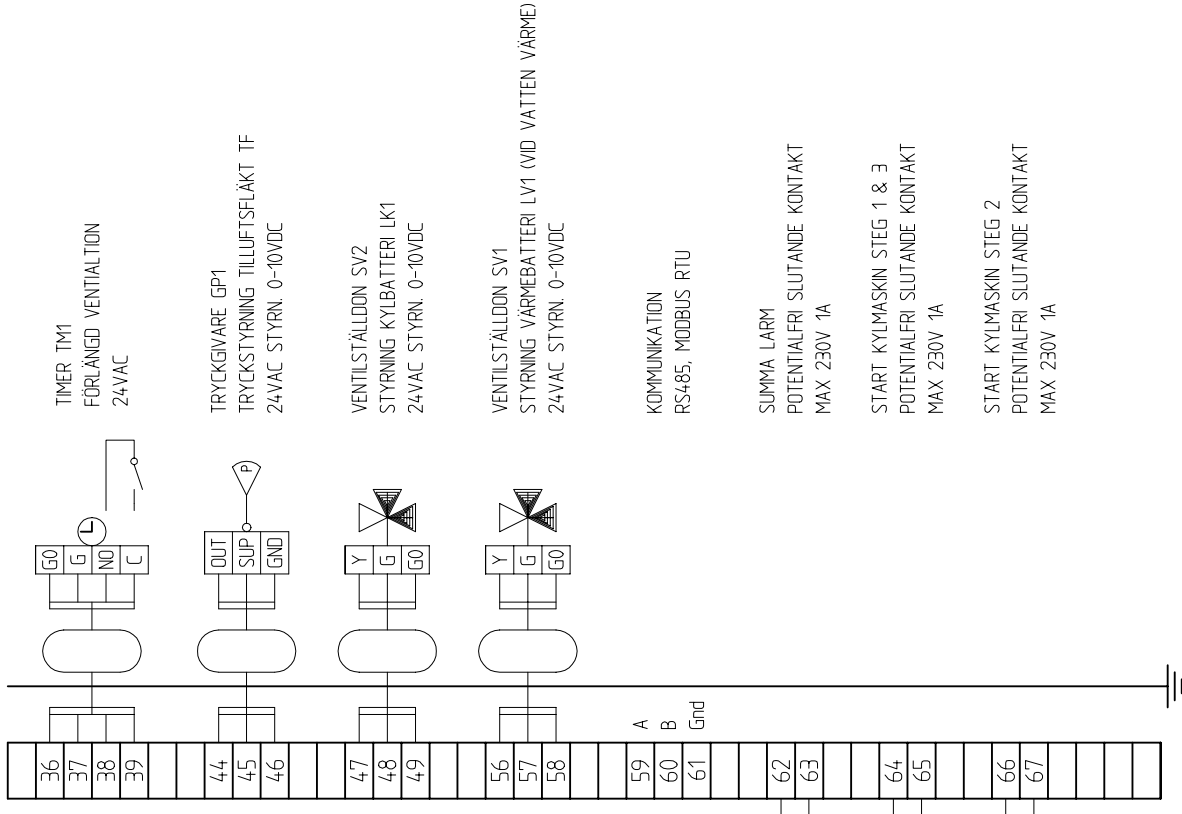 36
37
38
39
G0
G
NO
C
TIMER TM1
FÖRLÄNGD VENTIALTION
24VAC
44
45
46
OUT
SUP
GND
P
TRYCKGIVARE GP1
TRYCKSTYRNING TILLUFTSFLÄKT TF
24VAC STYRN. 0-10VDC
47
48
49
Y
G
G0
VENTILSTÄLLDON SV2
STYRNING KYLBATTERI LK1
24VAC STYRN. 0-10VDC
56
57
58
Y
G
G0
VENTILSTÄLLDON SV1
STYRNING VÄRMEBATTERI LV1 (VID VATTEN VÄRME)
24VAC STYRN. 0-10VDC
59
60
61
A
B
Gnd
KOMMUNIKATION
RS485, MODBUS RTU
62
63
SUMMA LARM
POTENTIALFRI SLUTANDE KONTAKT
MAX 230V 1A
64
65
START KYLMASKIN STEG 1 & 3
POTENTIALFRI SLUTANDE KONTAKT
MAX 230V 1A
66
67
START KYLMASKIN STEG 2
POTENTIALFRI SLUTANDE KONTAKT
MAX 230V 1A